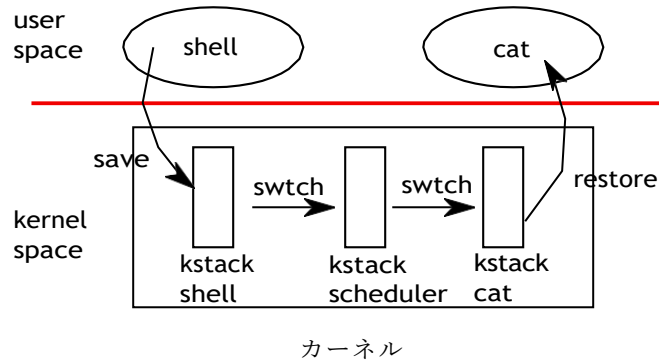 user
space
shell
cat
save
swtch
swtch
restore
kernel
space
kstack
shell
kstack
scheduler
kstack
cat
カーネル